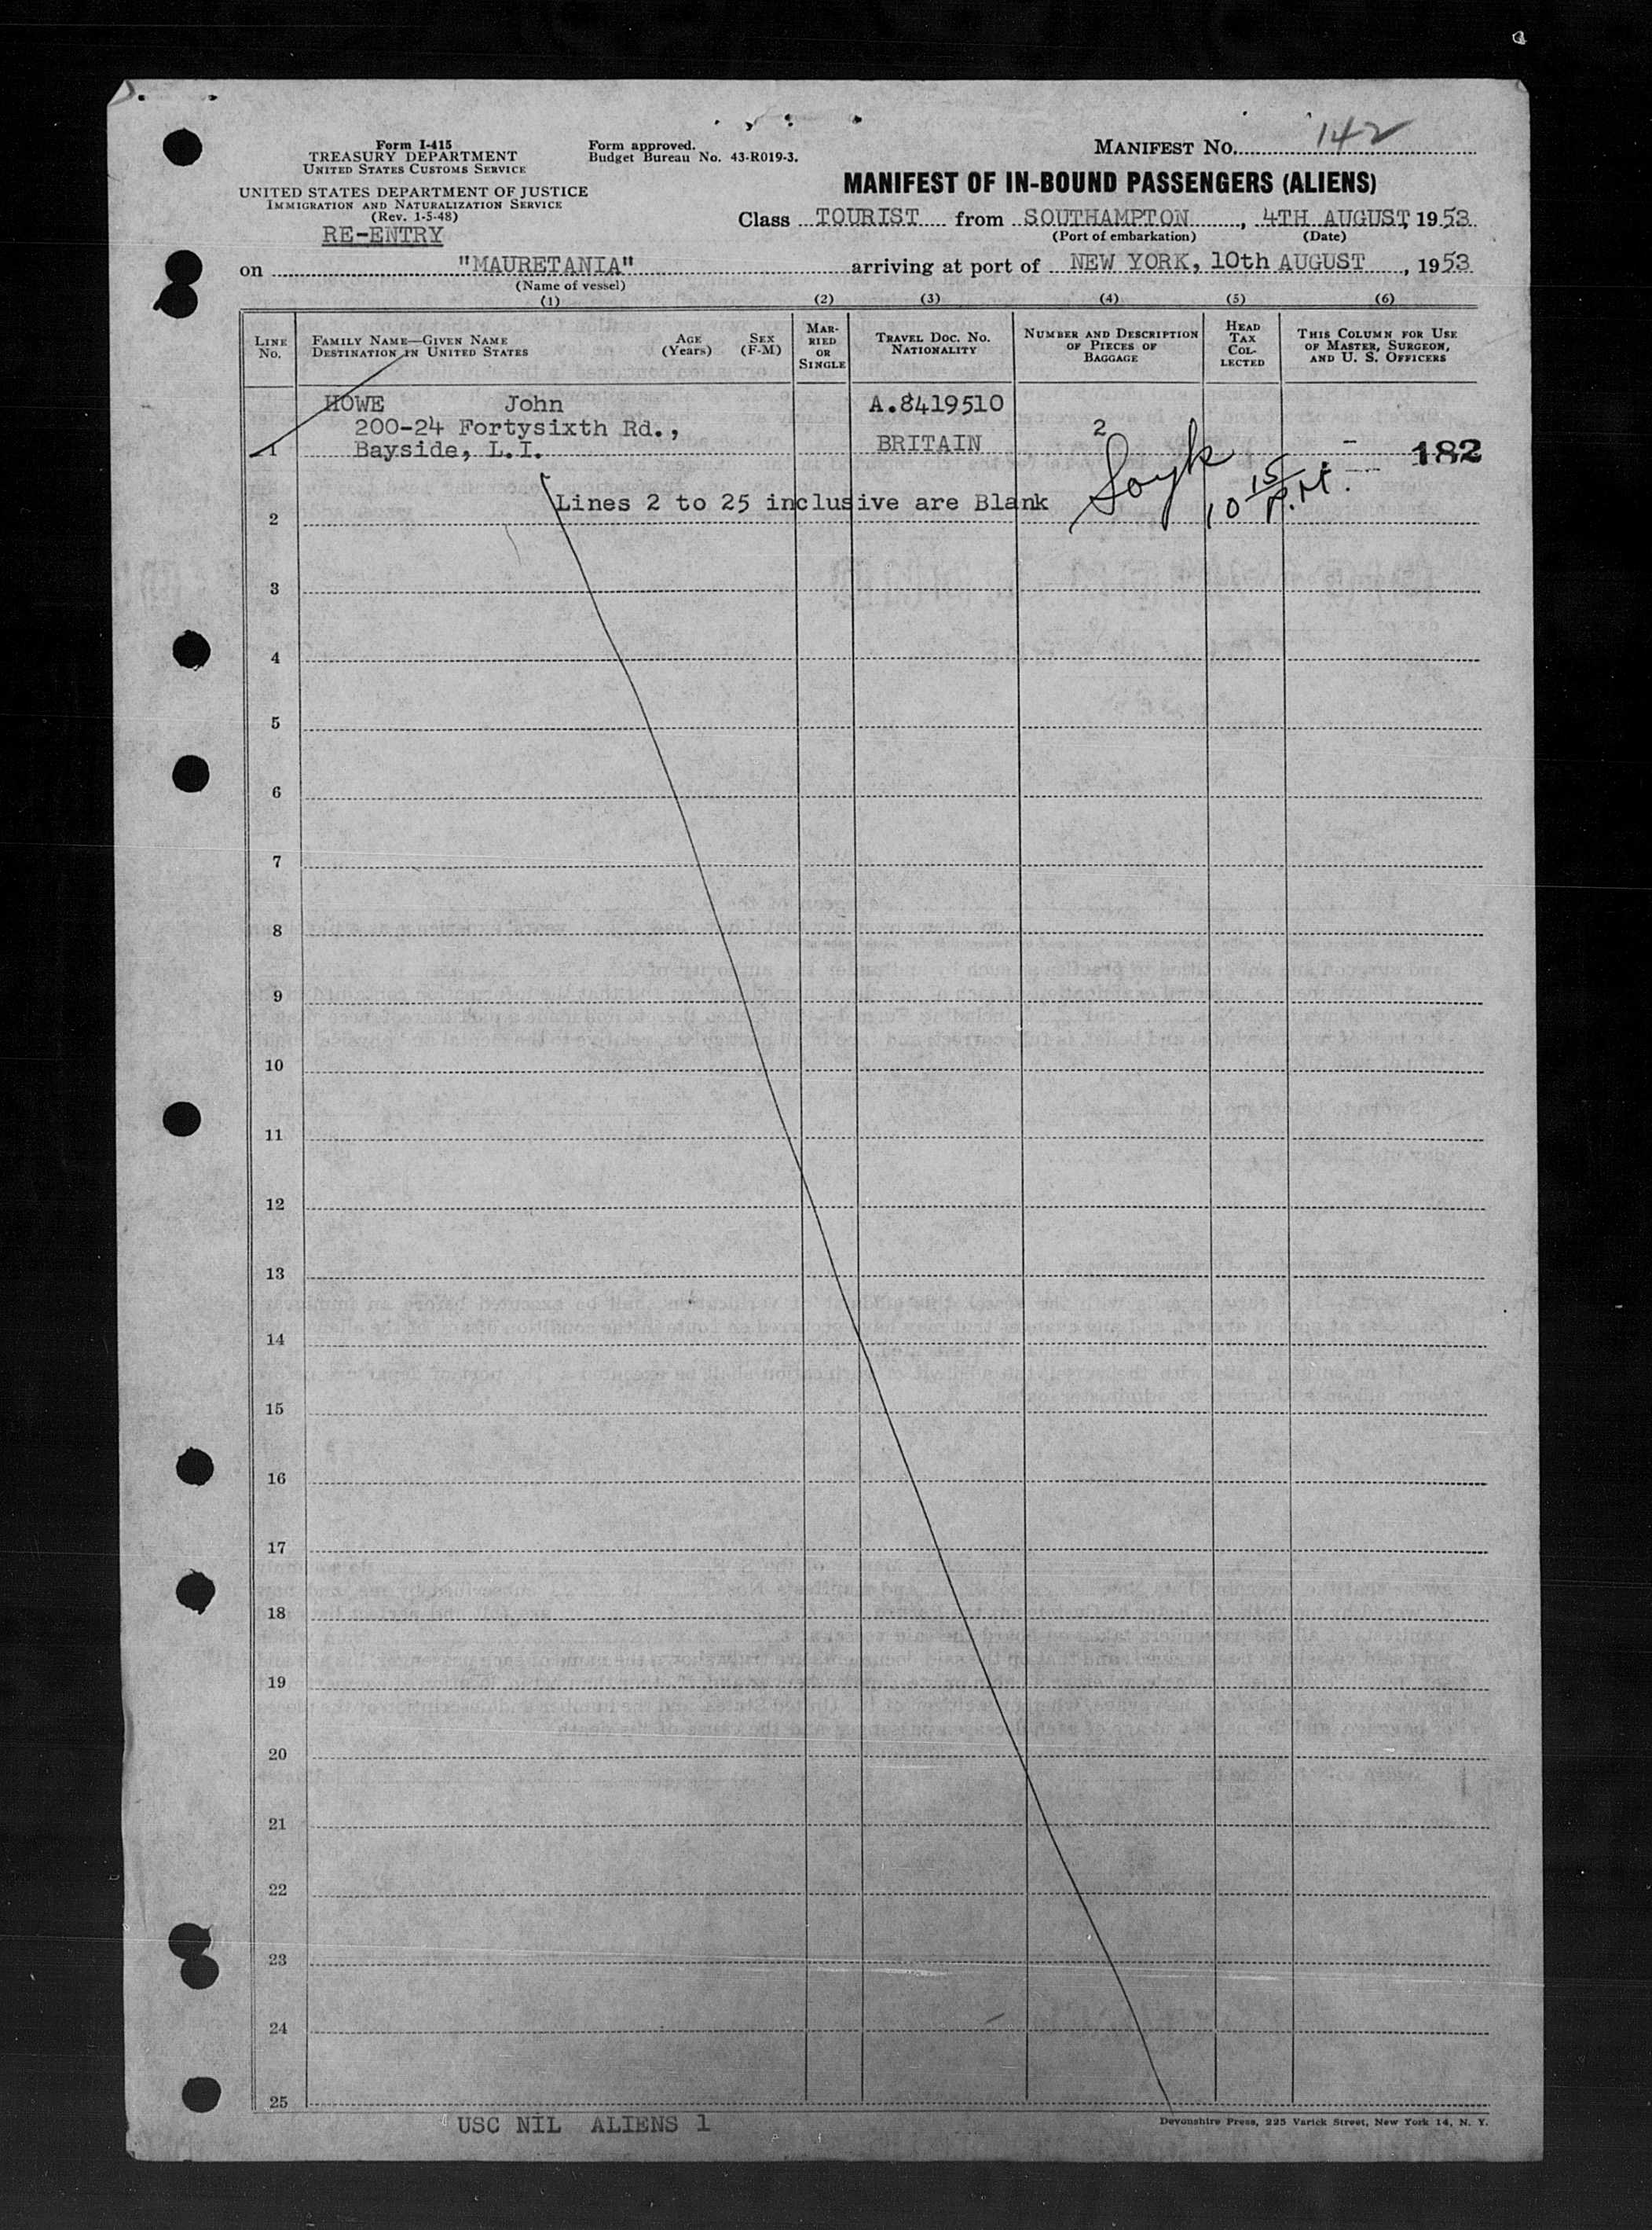 Form I-415
TREASURY DEPARTMENT
UNITED STATES CUSTOMS SERVICE
UNITED STATES DEPARTMENT OF JUSTICE
IMMIGRATION AND NATURALIZATION SERVICE
(Rev. 1-5-48)
RE-ENTRY
Form approved.
Budget Bureau No. 43-R019-3.
MANIFEST NO. 142
MANIFEST OF IN-BOUND PASSENGERS (ALIENS)
Class TOURIST from SOUTHAMPTON, 4TH AUGUST, 1953
(Port of embarkation) (Date)
on "MAURETANIA" arriving at port of NEW YORK, 10th AUGUST, 1953
(Name of vessel)
(1) (2) (3) (4) (5) (6)
LINE No.
FAMILY NAME—GIVEN NAME
DESTINATION IN UNITED STATES
AGE (Years)
SEX (F-M)
MARRIED OR SINGLE
TRAVEL DOC. NO.
NATIONALITY
NUMBER AND DESCRIPTION
OF PIECES OF
BAGGAGE
HEAD TAX COLLECTED
THIS COLUMN FOR USE
OF MASTER, SURGEON,
AND U. S. OFFICERS
HOWE John A.8419510
200-24 Fortysixth Rd.,
1 Bayside, L.I. BRITAIN 2 182
10 15 P.M.
Lines 2 to 25 inclusive are Blank
2
3
4
5
6
7
8
9
10
11
12
13
14
15
16
17
18
19
20
21
22
23
24
25
USC NIL ALIENS 1
Devonshire Press, 225 Varick Street, New York 14, N. Y.